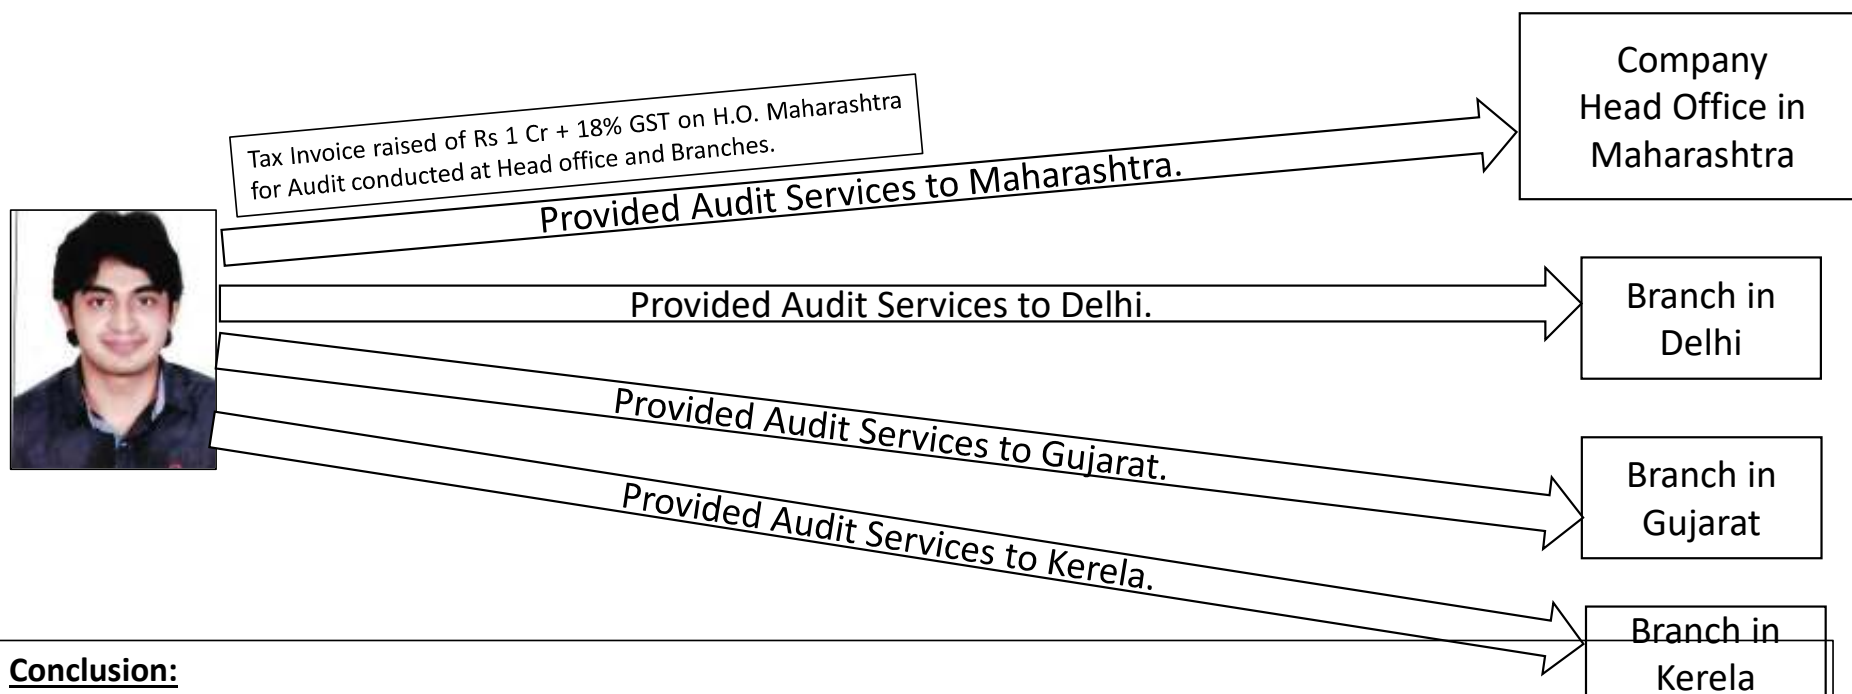 Company
Head Office in
Maharashtra
Tax Invoice raised of Rs 1 Cr + 18% GST on H.O. Maharashtra
for Audit conducted at Head office and Branches.
Provided Audit Services to Maharashtra.
Provided Audit Services to Delhi.
Branch in
Delhi
Provided Audit Services to Gujarat.
Branch in
Gujarat
Provided Audit Services to Kerela.
Branch in
Kerela
Conclusion: